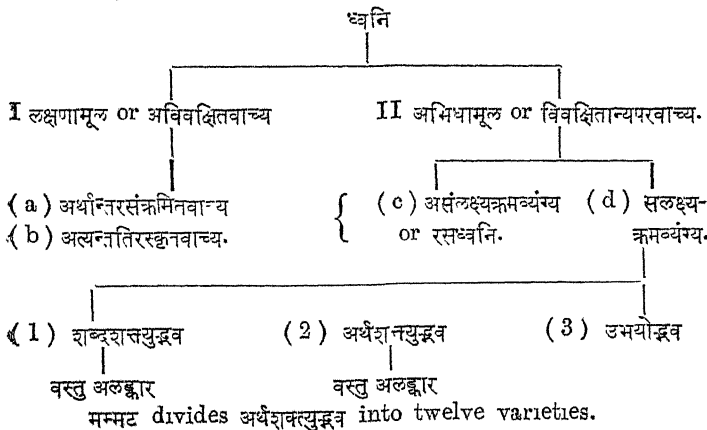 ध्वनि
I लक्षणामूल or अविवक्षितवाच्य II अभिधामूल or विवक्षितान्यपरवाच्य.
(a) अर्थान्तरसंक्रमितवाच्य (c) असंलक्ष्यक्रमव्यंग्य (d) सलक्ष्य-
(b) अत्यन्ततिरस्कृतवाच्य. or रसध्वनि. क्रमव्यंग्य.
(1) शब्दशक्त्युद्भव (2) अर्थशक्त्युद्भव (3) उभयोद्भव
वस्तु अलङ्कार वस्तु अलङ्कार
मम्मट divides अर्थशक्त्युद्भव into twelve varieties.